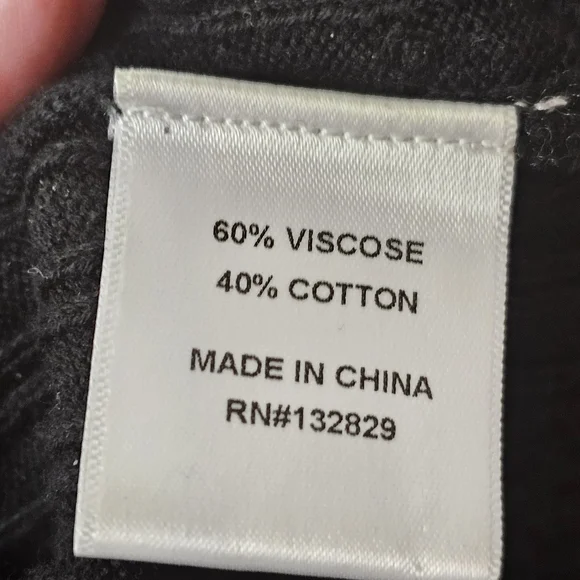 60% VISCOSE
40% COTTON
MADE IN CHINA
RN#132829